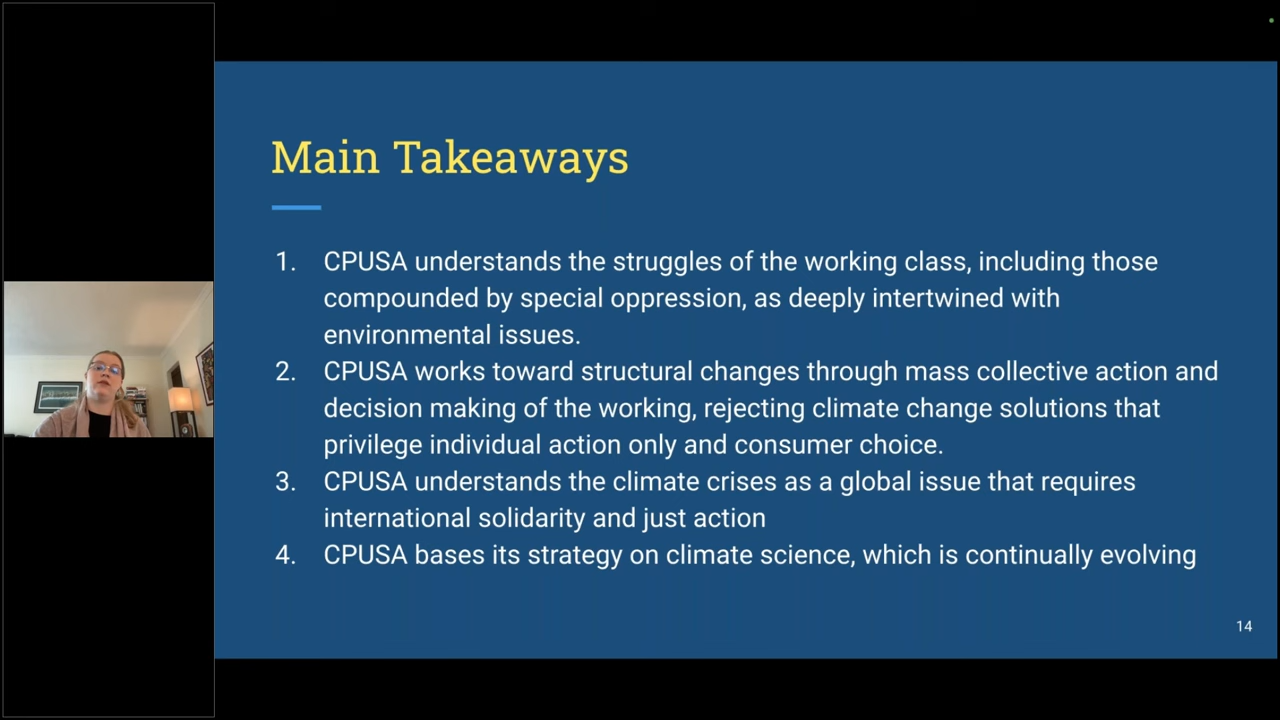 Main Takeaways
1. CPUSA understands the struggles of the working class, including those
compounded by special oppression, as deeply intertwined with
environmental issues.
2. CPUSA works toward structural changes through mass collective action and
decision making of the working, rejecting climate change solutions that
privilege individual action only and consumer choice.
3. CPUSA understands the climate crises as a global issue that requires
international solidarity and just action
4. CPUSA bases its strategy on climate science, which is continually evolving
14